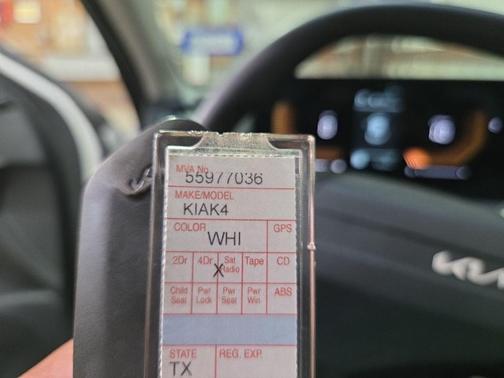 MVA No.
55977036
MAKE/MODEL
KIAK4
COLOR GPS
WHI
2Dr 4Dr Sat Radio Tape CD
X
Child Seat Pwr Lock Pwr Seat Pwr Win ABS
STATE REG. EXP.
TX
KIA